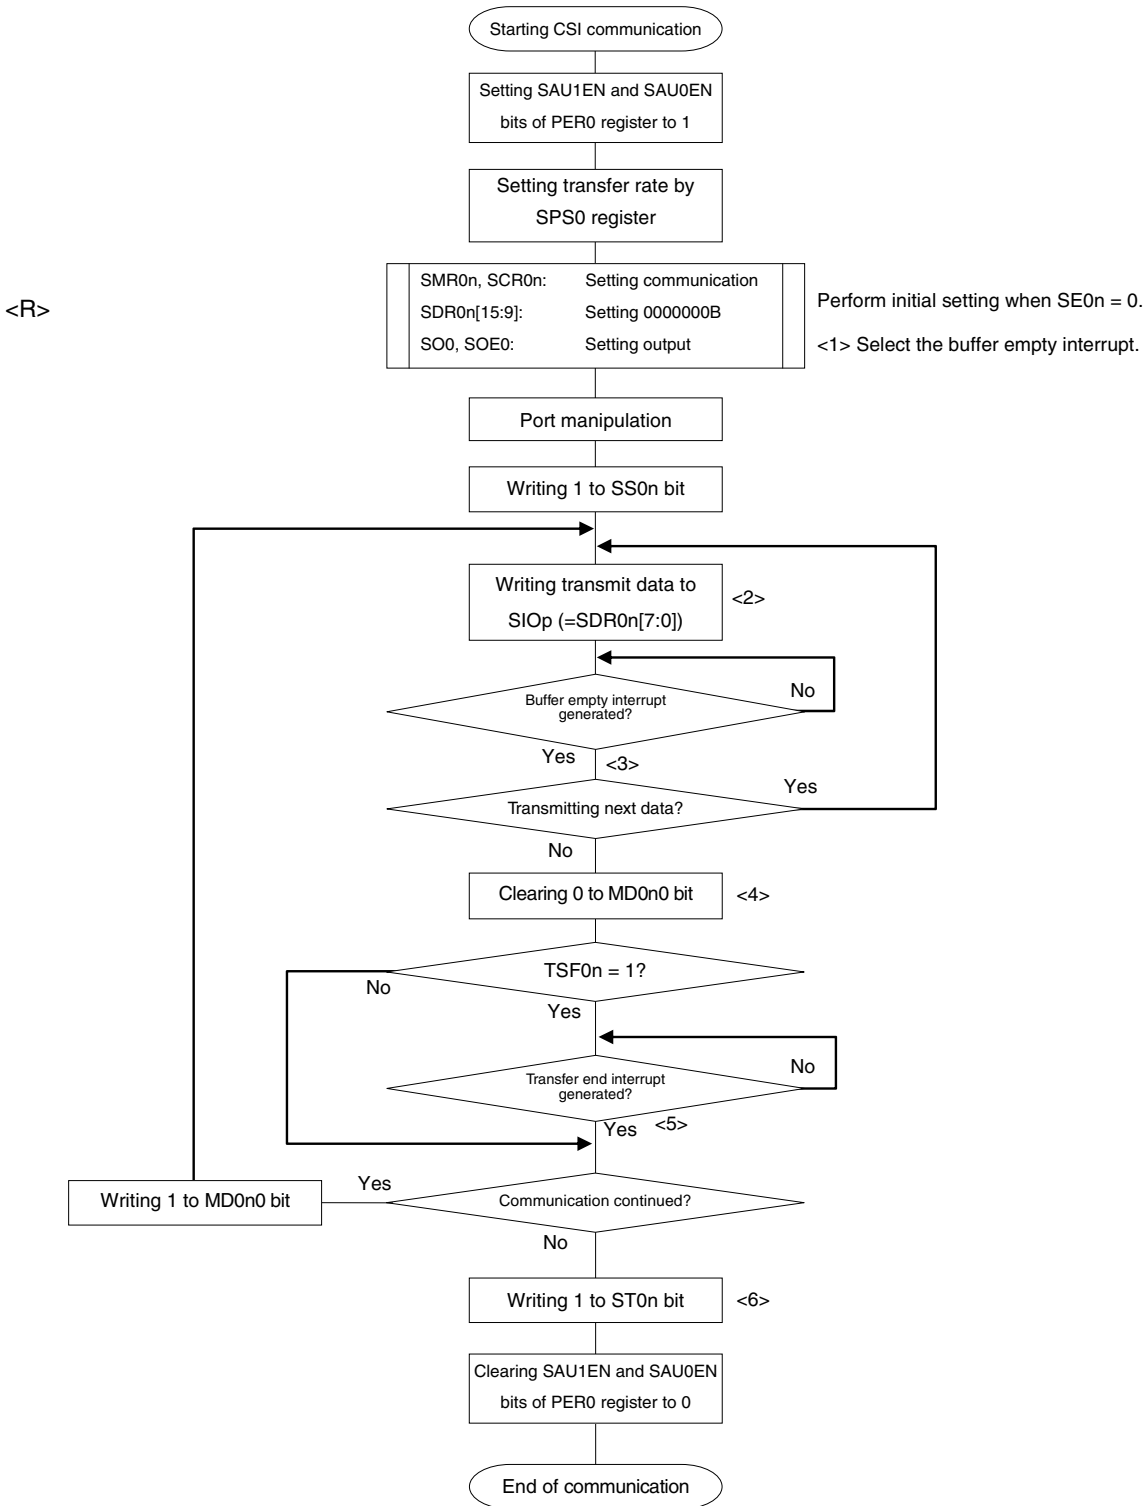 Starting CSI communication
Setting SAU1EN and SAU0EN
bits of PER0 register to 1
Setting transfer rate by
SPS0 register
<R>
SMR0n, SCR0n: Setting communication
SDR0n[15:9]: Setting 0000000B
SO0, SOE0: Setting output
Perform initial setting when SE0n = 0.
<1> Select the buffer empty interrupt.
Port manipulation
Writing 1 to SS0n bit
Writing transmit data to
SIOp (=SDR0n[7:0])
<2>
Buffer empty interrupt
generated?
No
Yes
<3>
Transmitting next data?
Yes
No
Clearing 0 to MD0n0 bit
<4>
TSF0n = 1?
No
Yes
Transfer end interrupt
generated?
No
Yes
<5>
Communication continued?
Yes
Writing 1 to MD0n0 bit
No
Writing 1 to ST0n bit
<6>
Clearing SAU1EN and SAU0EN
bits of PER0 register to 0
End of communication